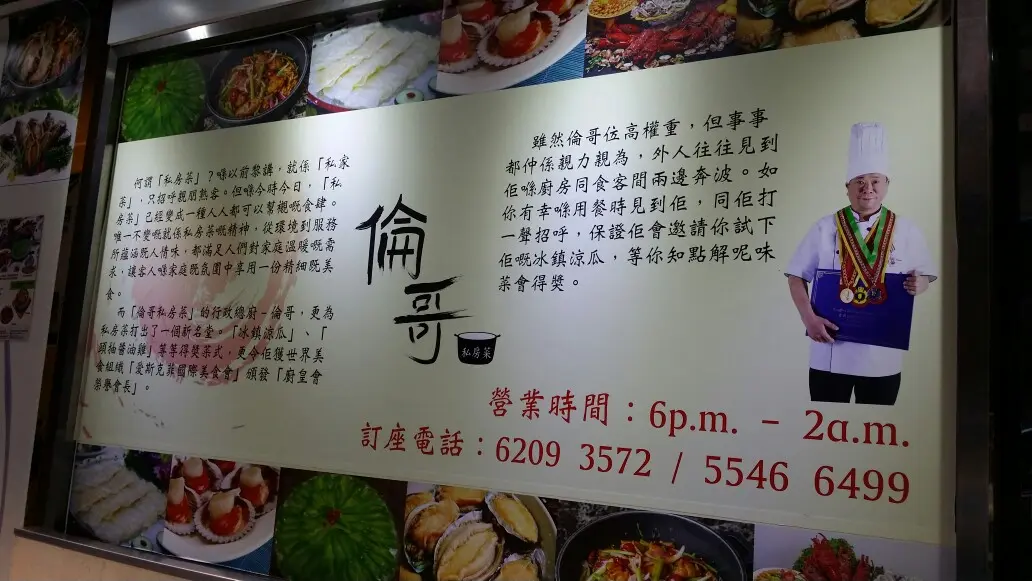 何謂「私房菜」？喺以前黎講，就係「私家
菜」，只招呼親朋熟客。但喺今時今日，「私
房菜」已經變成一種人人都可以幫襯嘅食肆。
唯一不變嘅就係私房菜嘅精神，從環境到服務
所蘊涵既人情味，都滿足人們對家庭溫暖嘅需
求，讓客人喺家庭既氛圍中享用一份精細既美
食。
而「倫哥私房菜」的行政總廚－倫哥，更為
私房菜打出了一個新名堂。「冰鎮涼瓜」、「
頭抽醬油雞」等等得獎菜式，更令佢獲世界美
食組織「愛斯克菲國際美食會」頒發「廚皇會
榮譽會長」。
倫哥
私房菜
雖然倫哥位高權重，但事事
都仲係親力親為，外人往往見到
佢喺廚房同食客間兩邊奔波。如
你有幸喺用餐時見到佢，同佢打
一聲招呼，保證佢會邀請你試下
佢嘅冰鎮涼瓜，等你知點解呢味
菜會得獎。
營業時間：6p.m. – 2a.m.
訂座電話：6209 3572 / 5546 6499